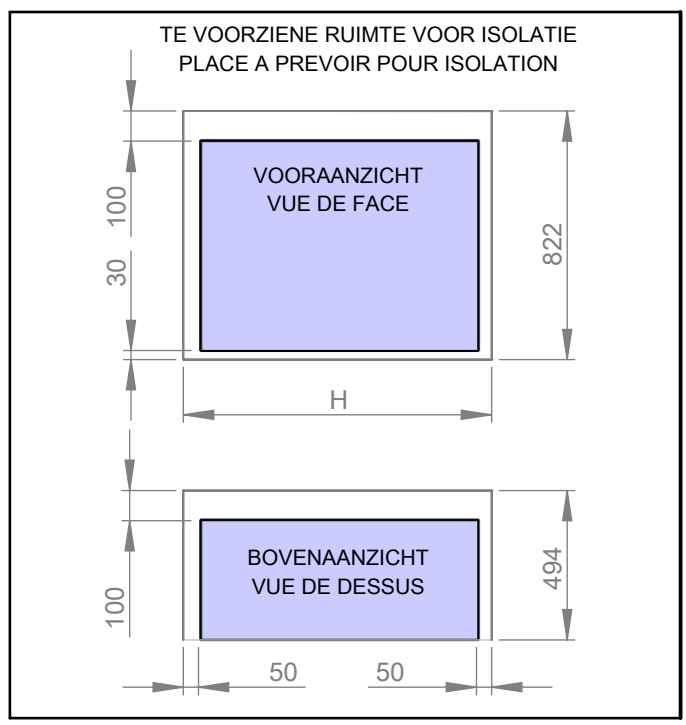 TE VOORZIENE RUIMTE VOOR ISOLATIE
PLACE A PREVOIR POUR ISOLATION
VOORAANZICHT
VUE DE FACE
100
30
822
H
BOVENAANZICHT
VUE DE DESSUS
100
494
50
50